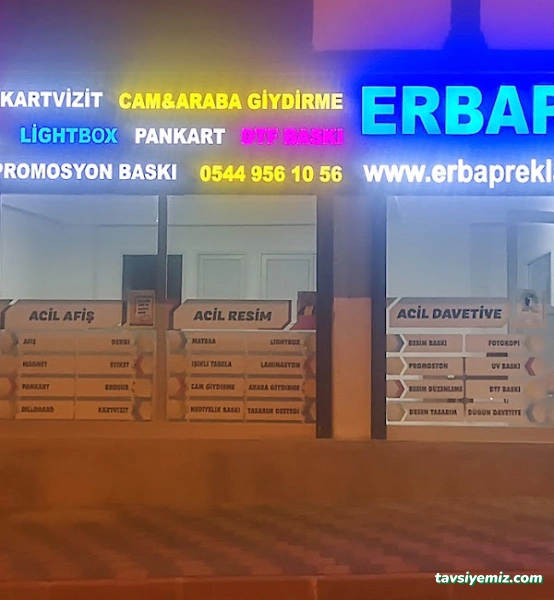 KARTVİZİT CAM&ARABA GİYDİRME
LİGHTBOX PANKART DTF BASKI
PROMOSYON BASKI 0544 956 10 56
ERBAP
www.erbaprekla
ACİL AFİŞ
AFİŞ DERGİ
MAGNET ETİKET
PANKART BROŞÜR
BILLBOARD KARTVİZİT
ACİL RESİM
MATBAA LIGHTBOX
IŞIKLI TABELA LAMINASYON
CAM GİYDİRME ARABA GİYDİRME
HEDİYELİK BASKI TASARIM DESTEĞİ
ACİL DAVETİYE
RESİM BASKI FOTOKOPİ
PROMOSYON UV BASKI
RESİM DÜZENLEME DTF BASKI
DESEN TASARIM DÜĞÜN DAVETİYE
tavsiyemiz.com